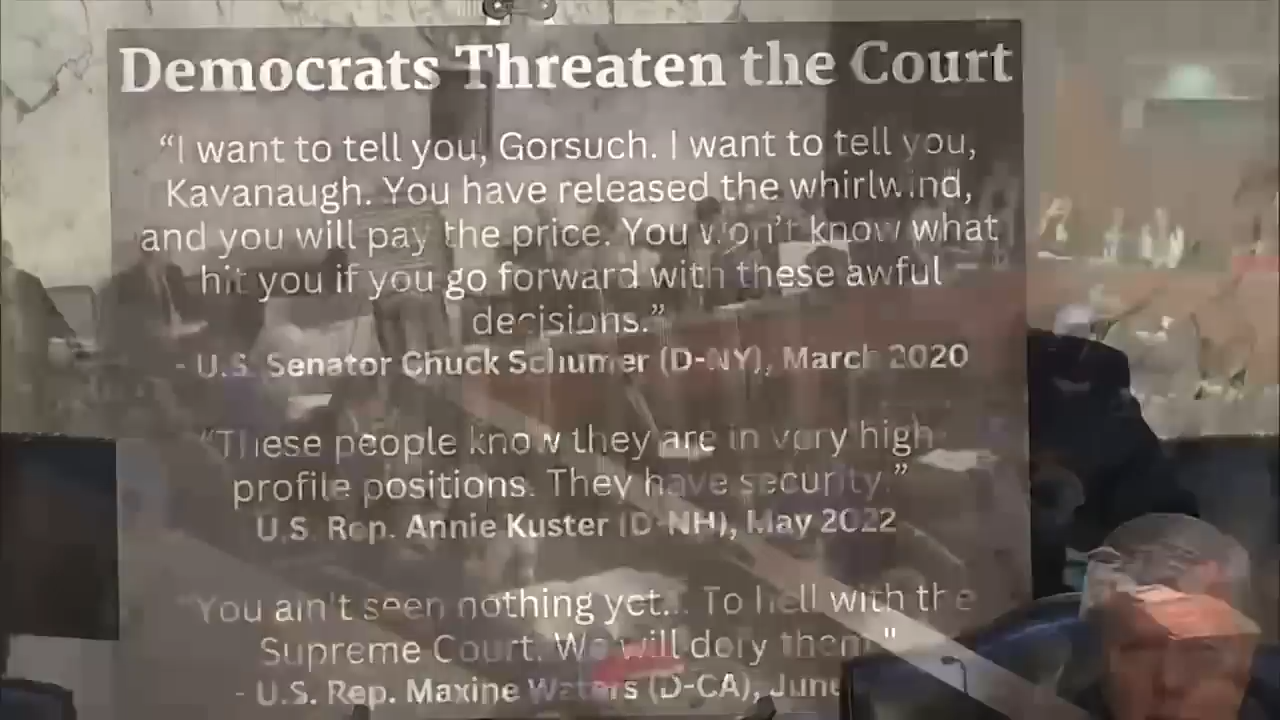 Democrats Threaten the Court
“I want to tell you, Gorsuch. I want to tell you,
Kavanaugh. You have released the whirlwind,
and you will pay the price. You won’t know what
hit you if you go forward with these awful
decisions.”
- U.S. Senator Chuck Schumer (D-NY), March 2020
“These people know they are in very high
profile positions. They have security.”
U.S. Rep. Annie Kuster (D-NH), May 2022
"You ain't seen nothing yet... To hell with the
Supreme Court. We will defy them."
- U.S. Rep. Maxine Waters (D-CA), June